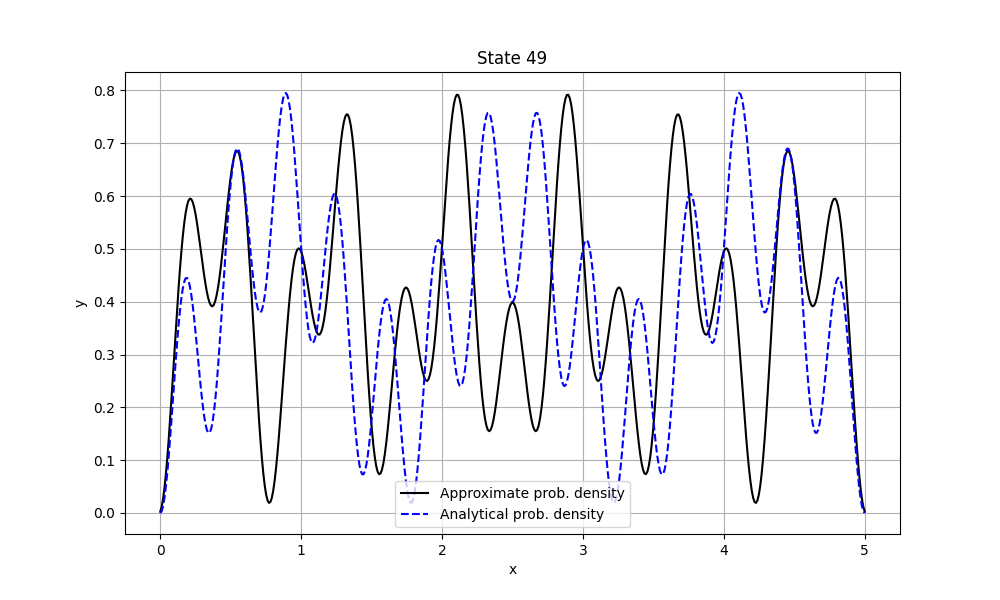 State 49
y
0.8
0.7
0.6
0.5
0.4
0.3
0.2
0.1
0.0
Approximate prob. density
Analytical prob. density
0 1 2 3 4 5
x